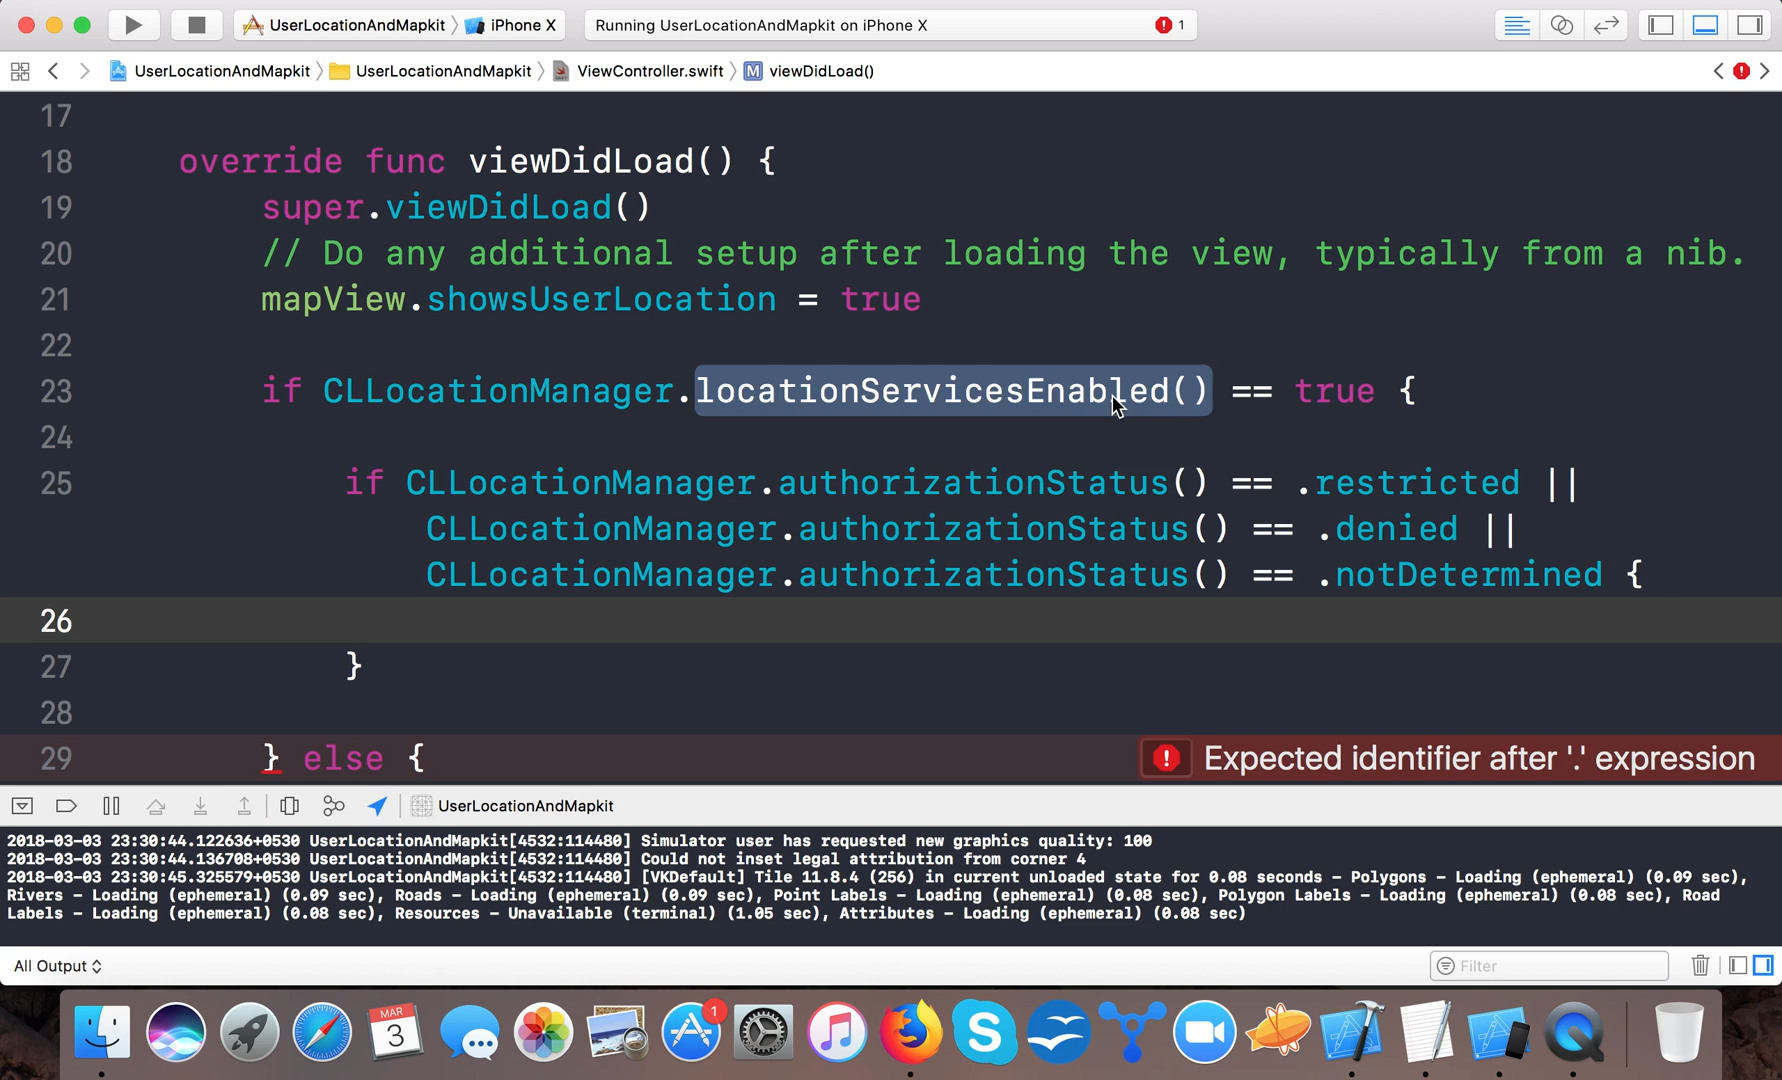 UserLocationAndMapkit iPhone X
Running UserLocationAndMapkit on iPhone X
1
UserLocationAndMapkit UserLocationAndMapkit ViewController.swift M viewDidLoad()
17
18 override func viewDidLoad() {
19 super.viewDidLoad()
20 // Do any additional setup after loading the view, typically from a nib.
21 mapView.showsUserLocation = true
22
23 if CLLocationManager.locationServicesEnabled() == true {
24
25 if CLLocationManager.authorizationStatus() == .restricted ||
CLLocationManager.authorizationStatus() == .denied ||
CLLocationManager.authorizationStatus() == .notDetermined {
26
27 }
28
29 } else {
Expected identifier after '.' expression
UserLocationAndMapkit
2018-03-03 23:30:44.122636+0530 UserLocationAndMapkit[4532:114480] Simulator user has requested new graphics quality: 100
2018-03-03 23:30:44.136708+0530 UserLocationAndMapkit[4532:114480] Could not inset legal attribution from corner 4
2018-03-03 23:30:45.325579+0530 UserLocationAndMapkit[4532:114480] [VKDefault] Tile 11.8.4 (256) in current unloaded state for 0.08 seconds – Polygons – Loading (ephemeral) (0.09 sec),
Rivers – Loading (ephemeral) (0.09 sec), Roads – Loading (ephemeral) (0.09 sec), Point Labels – Loading (ephemeral) (0.08 sec), Polygon Labels – Loading (ephemeral) (0.08 sec), Road
Labels – Loading (ephemeral) (0.08 sec), Resources – Unavailable (terminal) (1.05 sec), Attributes – Loading (ephemeral) (0.08 sec)
All Output
Filter
MAR
3
1
S